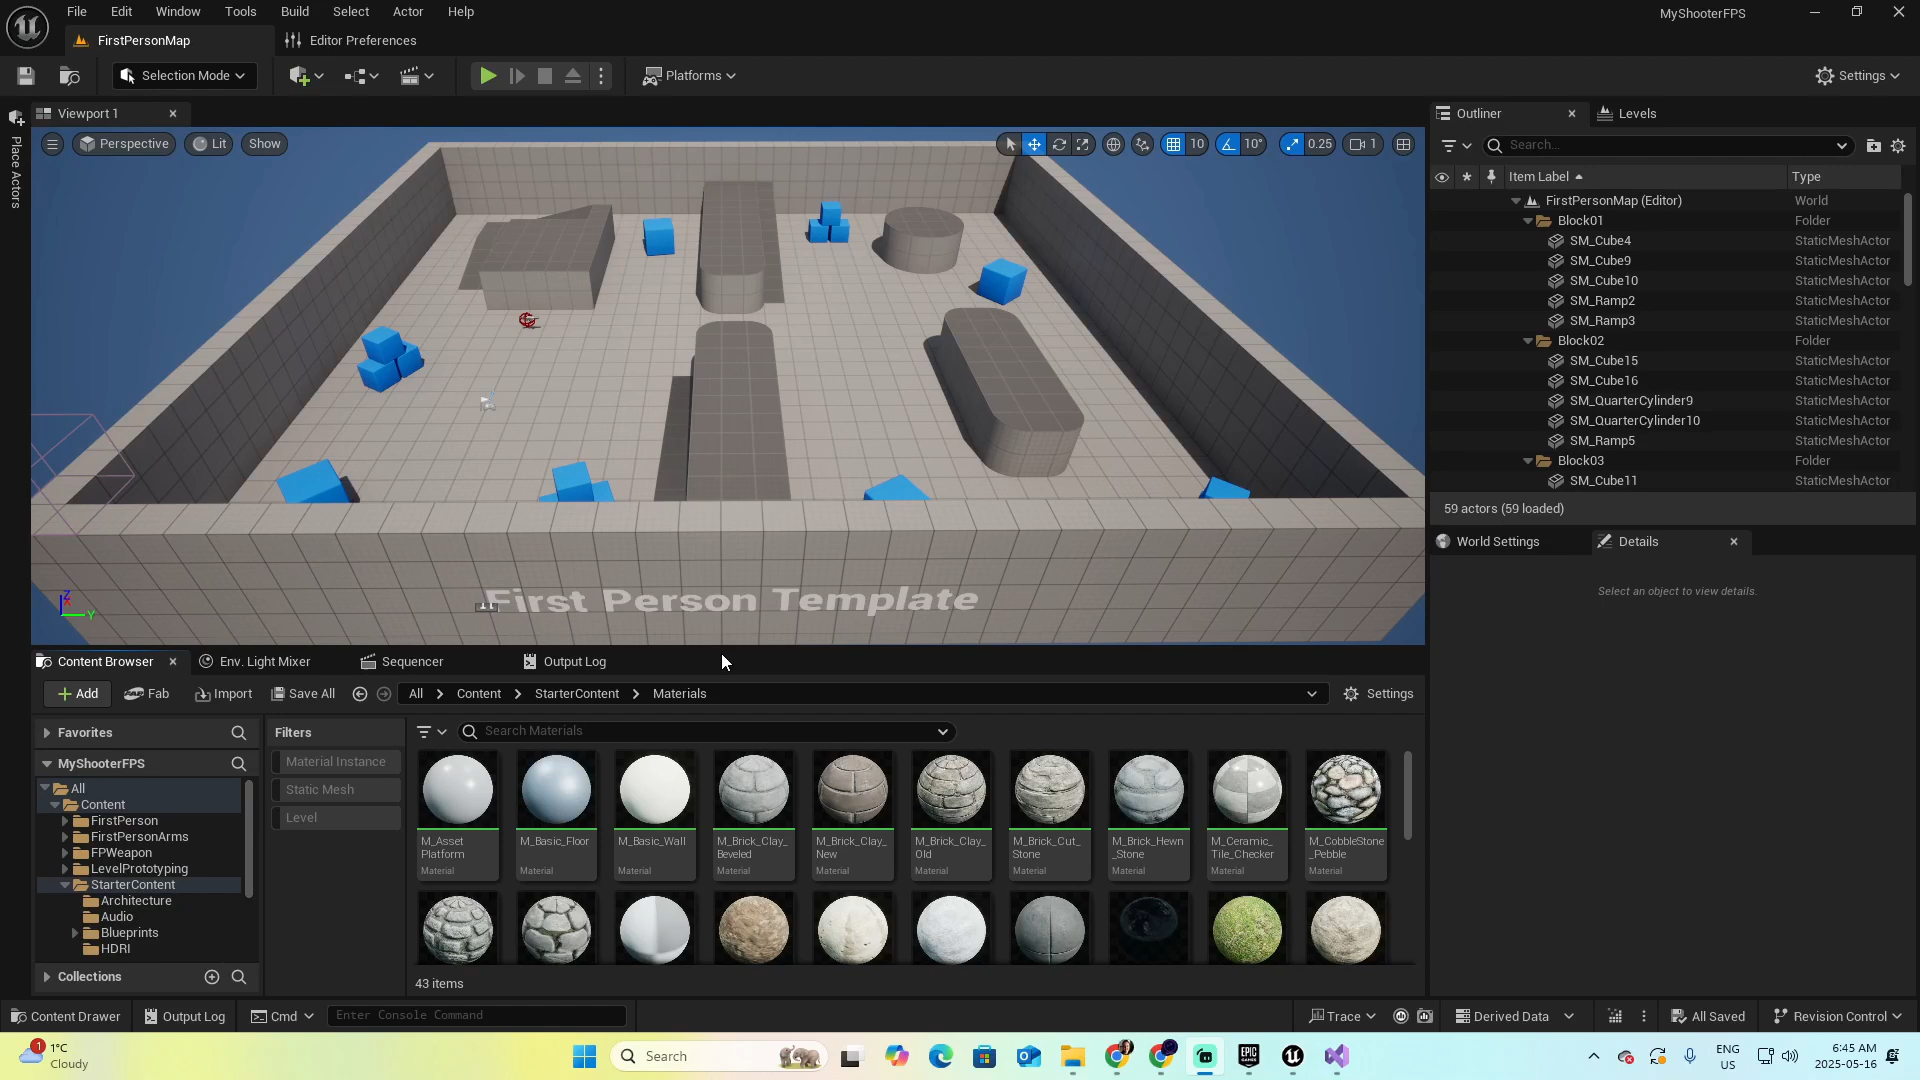 File Edit Window Tools Build Select Actor Help
MyShooterFPS
FirstPersonMap
Editor Preferences
Selection Mode
Platforms
Settings
Viewport 1
Outliner
Levels
Place Actors
Perspective
Lit
Show
10
10°
0.25
1
Search...
Item Label
Type
FirstPersonMap (Editor) World
Block01 Folder
SM_Cube4 StaticMeshActor
SM_Cube9 StaticMeshActor
SM_Cube10 StaticMeshActor
SM_Ramp2 StaticMeshActor
SM_Ramp3 StaticMeshActor
Block02 Folder
SM_Cube15 StaticMeshActor
SM_Cube16 StaticMeshActor
SM_QuarterCylinder9 StaticMeshActor
SM_QuarterCylinder10 StaticMeshActor
SM_Ramp5 StaticMeshActor
Block03 Folder
SM_Cube11 StaticMeshActor
59 actors (59 loaded)
World Settings
Details
Select an object to view details.
First Person Template
Z
Y
Content Browser
Env. Light Mixer
Sequencer
Output Log
Add
Fab
Import
Save All
All > Content > StarterContent > Materials
Settings
Favorites
MyShooterFPS
All
Content
FirstPerson
FirstPersonArms
FPWeapon
LevelPrototyping
StarterContent
Architecture
Audio
Blueprints
HDRI
Collections
Filters
Material Instance
Static Mesh
Level
Search Materials
M_Asset
Platform
Material
M_Basic_Floor
Material
M_Basic_Wall
Material
M_Brick_Clay_
Beveled
Material
M_Brick_Clay_
New
Material
M_Brick_Clay_
Old
Material
M_Brick_Cut_
Stone
Material
M_Brick_Hewn
_Stone
Material
M_Ceramic_
Tile_Checker
Material
M_CobbleStone
_Pebble
Material
43 items
Content Drawer
Output Log
Cmd
Enter Console Command
Trace
Derived Data
All Saved
Revision Control
1
1°C
Cloudy
Search
EPIC
GAMES
ENG
US
6:45 AM
2025-05-16